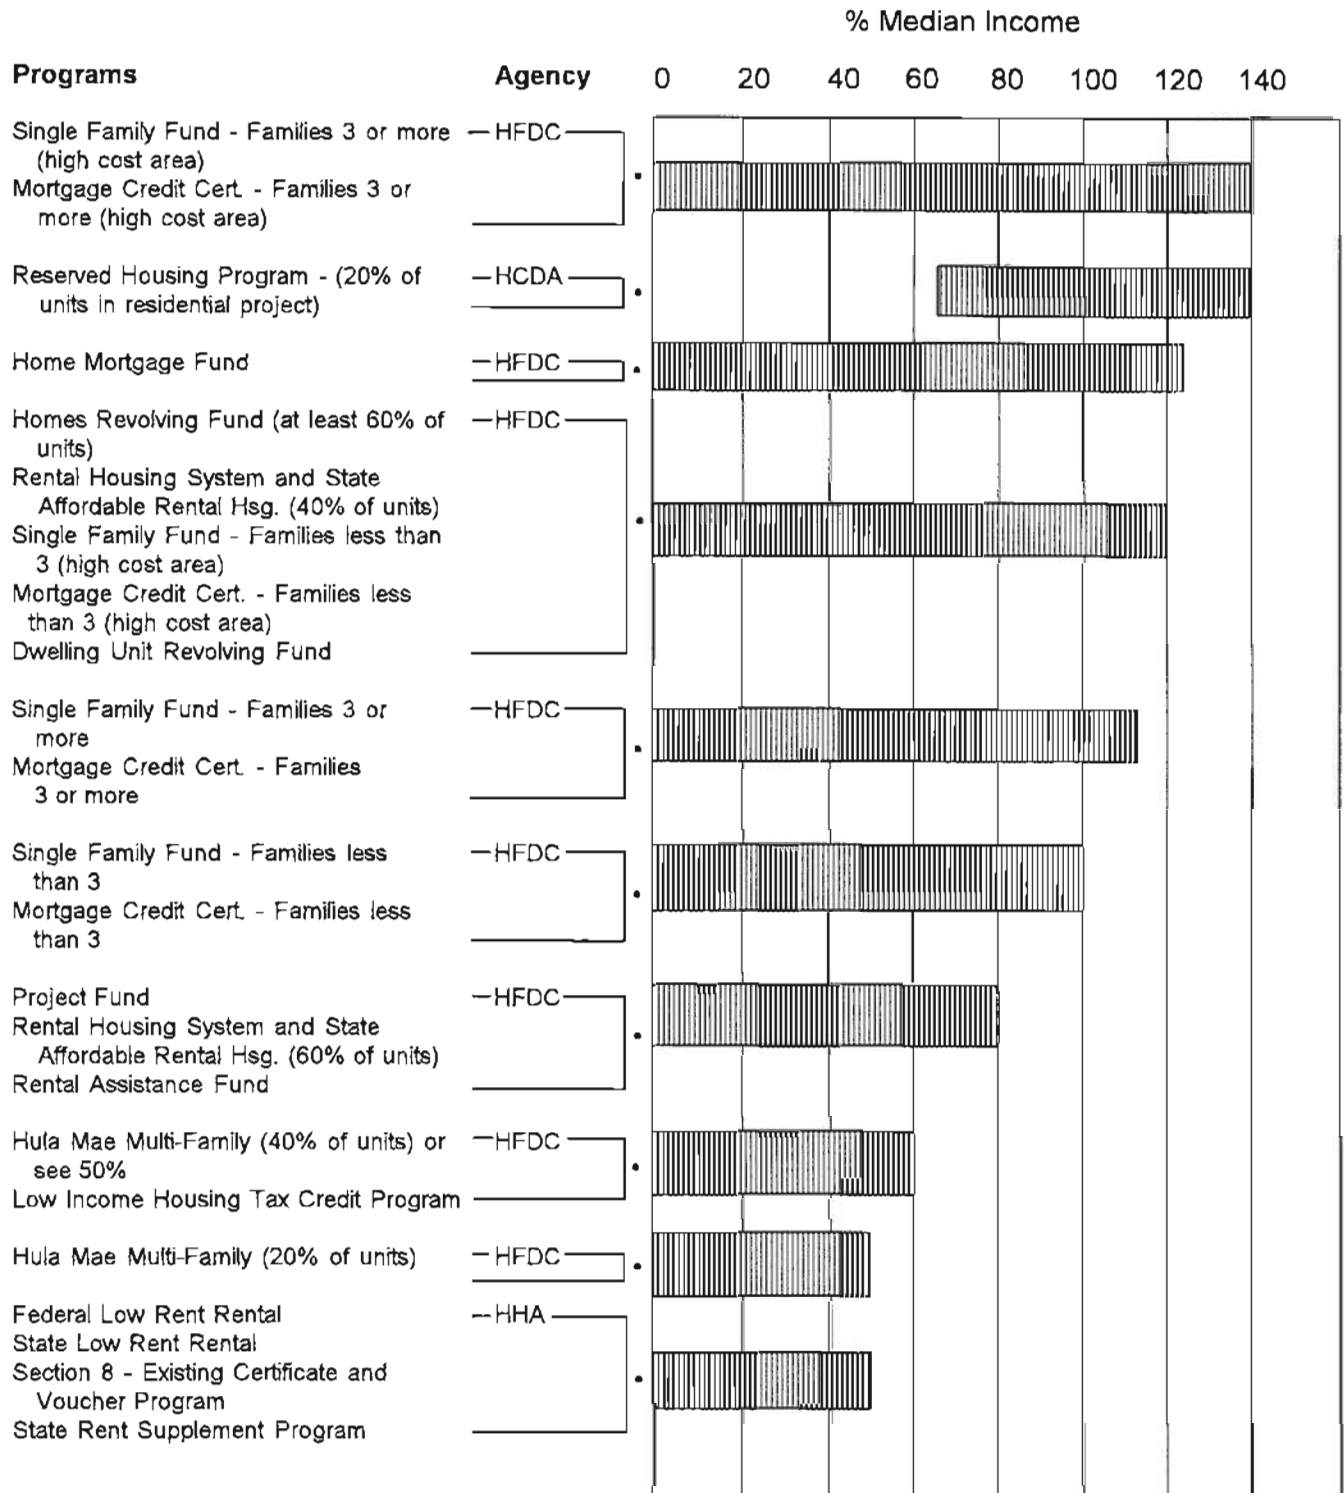 % Median Income
Programs Agency 0 20 40 60 80 100 120 140
Single Family Fund - Families 3 or more HFDC
(high cost area)
Mortgage Credit Cert. - Families 3 or
more (high cost area)
Reserved Housing Program - (20% of HCDA
units in residential project)
Home Mortgage Fund HFDC
Homes Revolving Fund (at least 60% of HFDC
units)
Rental Housing System and State
Affordable Rental Hsg. (40% of units)
Single Family Fund - Families less than
3 (high cost area)
Mortgage Credit Cert. - Families less
than 3 (high cost area)
Dwelling Unit Revolving Fund
Single Family Fund - Families 3 or HFDC
more
Mortgage Credit Cert. - Families
3 or more
Single Family Fund - Families less HFDC
than 3
Mortgage Credit Cert. - Families less
than 3
Project Fund HFDC
Rental Housing System and State
Affordable Rental Hsg. (60% of units)
Rental Assistance Fund
Hula Mae Multi-Family (40% of units) or HFDC
see 50%
Low Income Housing Tax Credit Program
Hula Mae Multi-Family (20% of units) HFDC
Federal Low Rent Rental HHA
State Low Rent Rental
Section 8 - Existing Certificate and
Voucher Program
State Rent Supplement Program